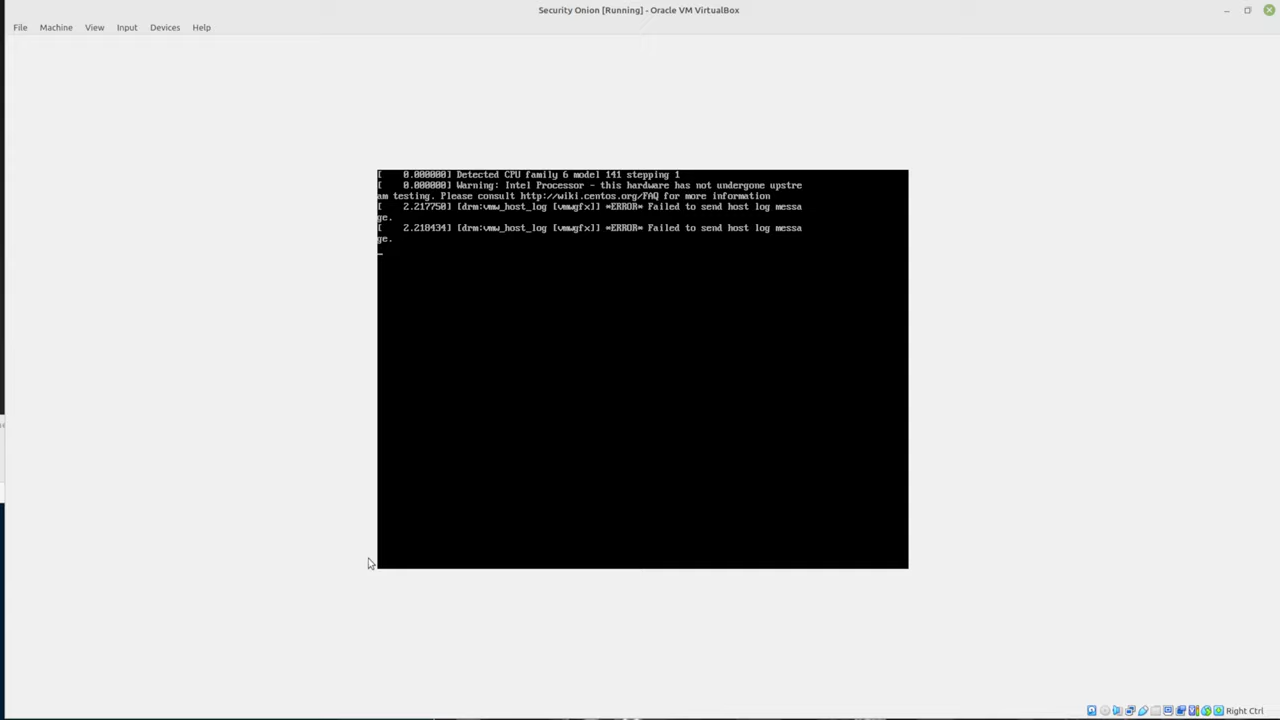 Security Onion [Running] - Oracle VM VirtualBox
File Machine View Input Devices Help
[    0.000000] Detected CPU family 6 model 141 stepping 1
[    0.000000] Warning: Intel Processor - this hardware has not undergone upstre
am testing. Please consult http://wiki.centos.org/FAQ for more information
[    2.217750] [drm:vmw_host_log [vmwgfx]] *ERROR* Failed to send host log messa
ge.
[    2.218434] [drm:vmw_host_log [vmwgfx]] *ERROR* Failed to send host log messa
ge.
Right Ctrl